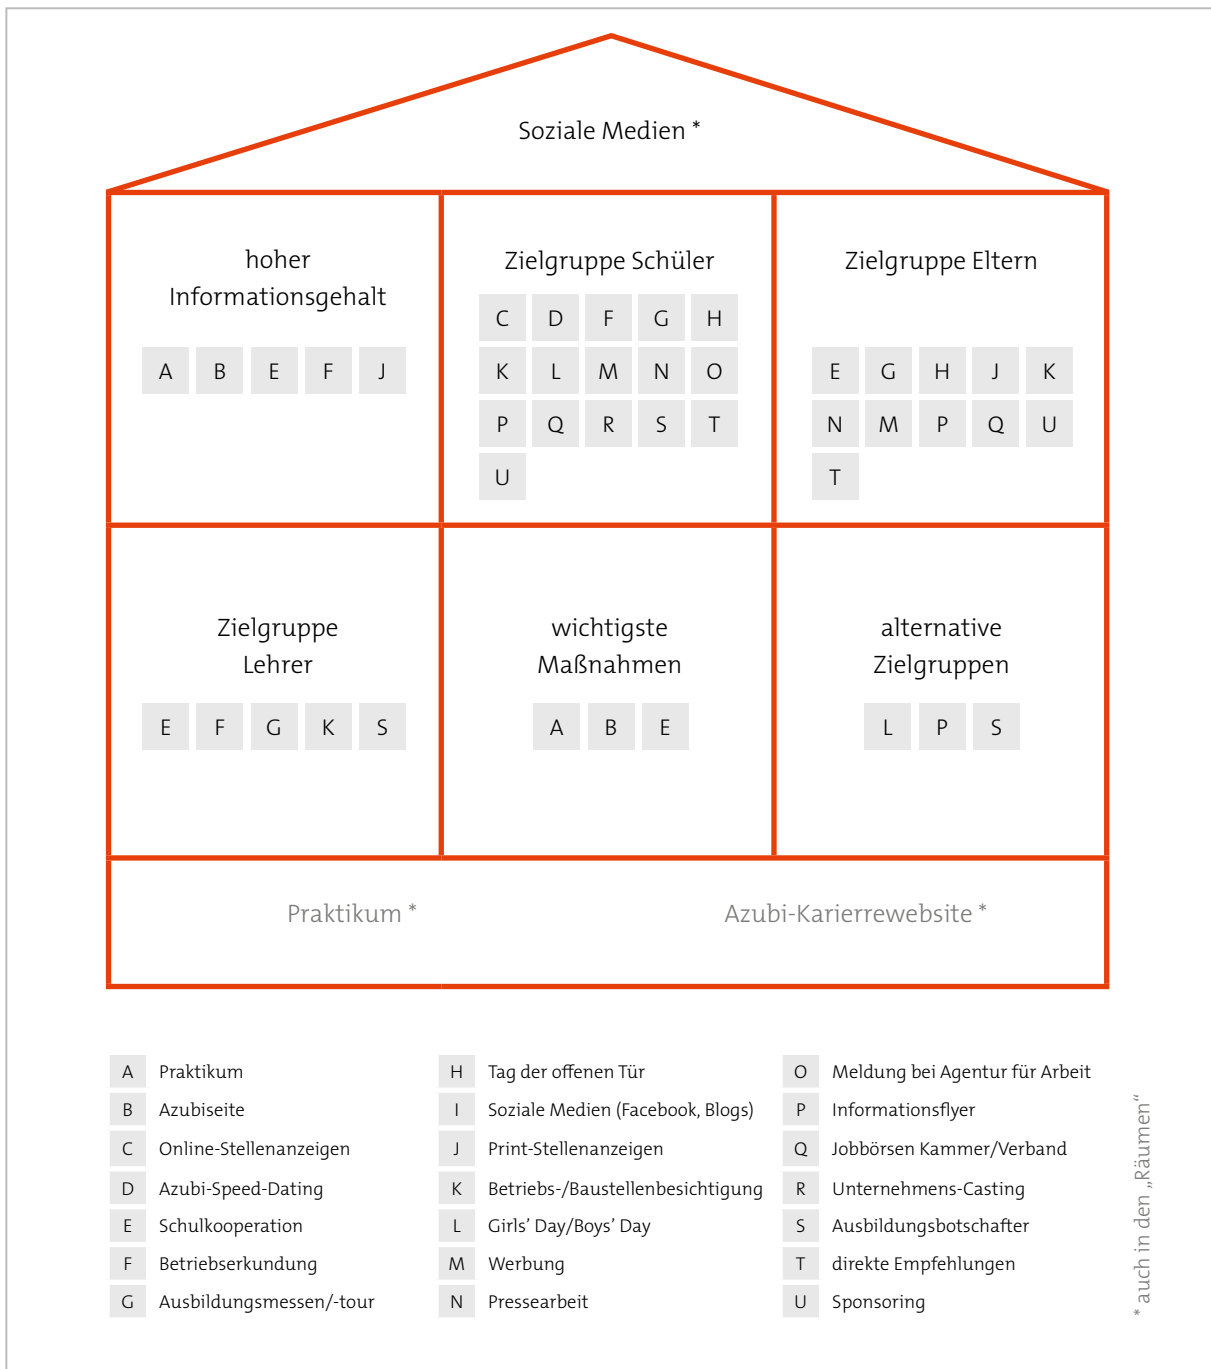 Soziale Medien *
hoher
Informationsgehalt
A B E F J
Zielgruppe Schüler
C D F G H
K L M N O
P Q R S T
U
Zielgruppe Eltern
E G H J K
N M P Q U
T
Zielgruppe
Lehrer
E F G K S
wichtigste
Maßnahmen
A B E
alternative
Zielgruppen
L P S
Praktikum *
Azubi-Karierrewebsite *
A Praktikum
B Azubiseite
C Online-Stellenanzeigen
D Azubi-Speed-Dating
E Schulkooperation
F Betriebserkundung
G Ausbildungsmessen/-tour
H Tag der offenen Tür
I Soziale Medien (Facebook, Blogs)
J Print-Stellenanzeigen
K Betriebs-/Baustellenbesichtigung
L Girls’ Day/Boys’ Day
M Werbung
N Pressearbeit
O Meldung bei Agentur für Arbeit
P Informationsflyer
Q Jobbörsen Kammer/Verband
R Unternehmens-Casting
S Ausbildungsbotschafter
T direkte Empfehlungen
U Sponsoring
* auch in den „Räumen“